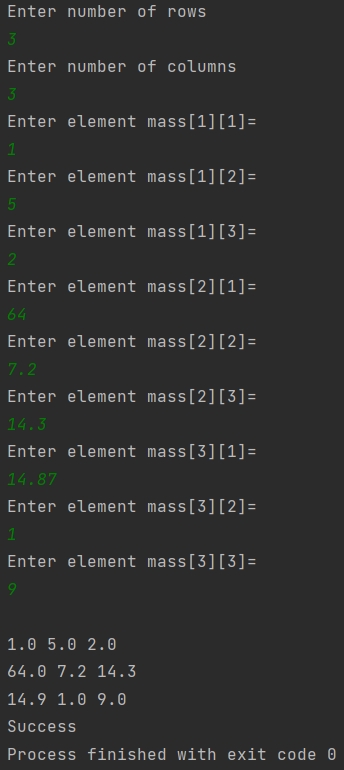 Enter number of rows
3
Enter number of columns
3
Enter element mass[1][1]=
1
Enter element mass[1][2]=
5
Enter element mass[1][3]=
2
Enter element mass[2][1]=
64
Enter element mass[2][2]=
7.2
Enter element mass[2][3]=
14.3
Enter element mass[3][1]=
14.87
Enter element mass[3][2]=
1
Enter element mass[3][3]=
9
1.0 5.0 2.0
64.0 7.2 14.3
14.9 1.0 9.0
Success
Process finished with exit code 0